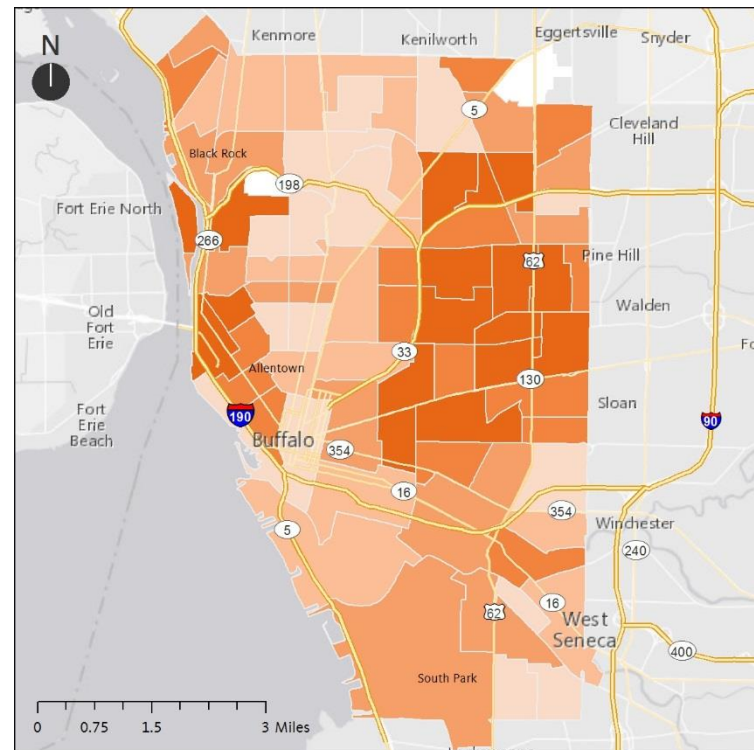 Kenmore
Kenilworth
Eggertsville
Snyder
N
5
Cleveland
Hill
Black Rock
198
Fort Erie North
266
62
Pine Hill
Old
Fort
Erie
Walden
33
Allentown
130
Fort
Erie
Beach
190
Buffalo
Sloan
90
354
16
354
5
Winchester
240
62
16
West
Seneca
400
South Park
0 0.75 1.5 3 Miles